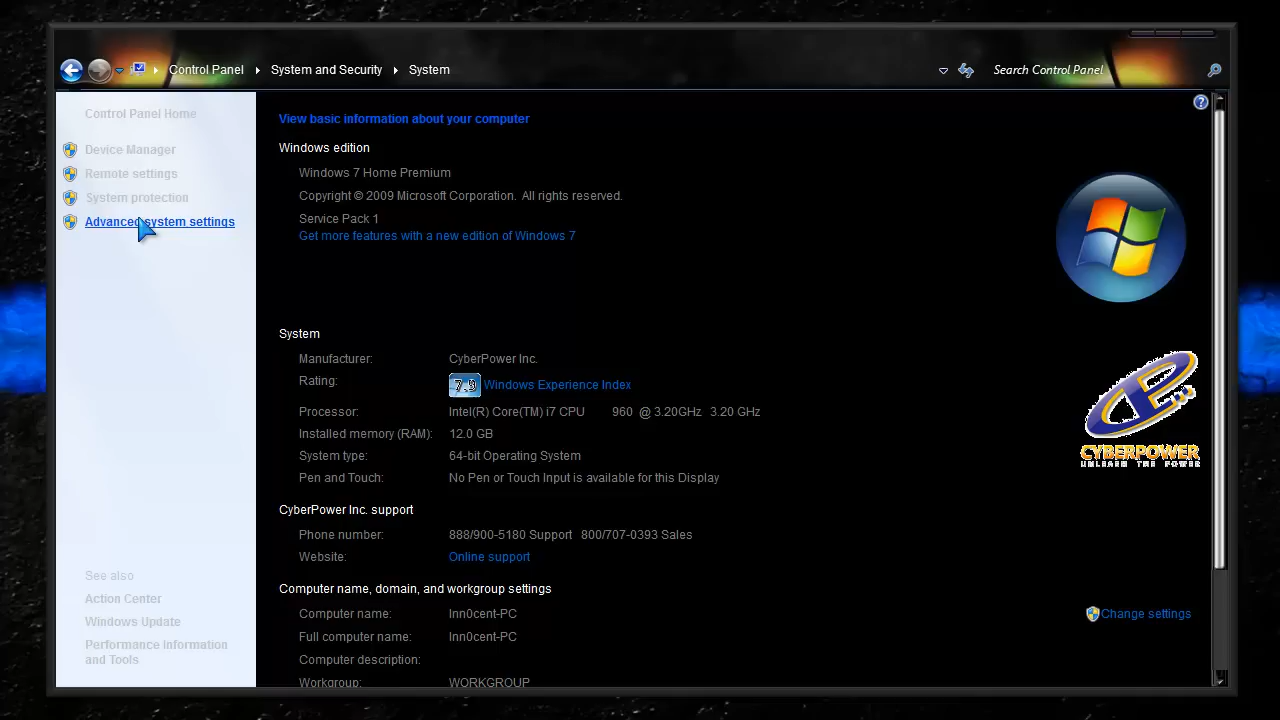 Control Panel System and Security System
Search Control Panel
Control Panel Home
Device Manager
Remote settings
System protection
Advanced system settings
See also
Action Center
Windows Update
Performance Information
and Tools
View basic information about your computer
Windows edition
Windows 7 Home Premium
Copyright © 2009 Microsoft Corporation. All rights reserved.
Service Pack 1
Get more features with a new edition of Windows 7
System
Manufacturer: CyberPower Inc.
Rating: 7.5 Windows Experience Index
Processor: Intel(R) Core(TM) i7 CPU 960 @ 3.20GHz 3.20 GHz
Installed memory (RAM): 12.0 GB
System type: 64-bit Operating System
Pen and Touch: No Pen or Touch Input is available for this Display
CYBERPOWER
UNLEASH THE POWER
CyberPower Inc. support
Phone number: 888/900-5180 Support 800/707-0393 Sales
Website: Online support
Computer name, domain, and workgroup settings
Computer name: Inn0cent-PC
Change settings
Full computer name: Inn0cent-PC
Computer description:
Workgroup: WORKGROUP